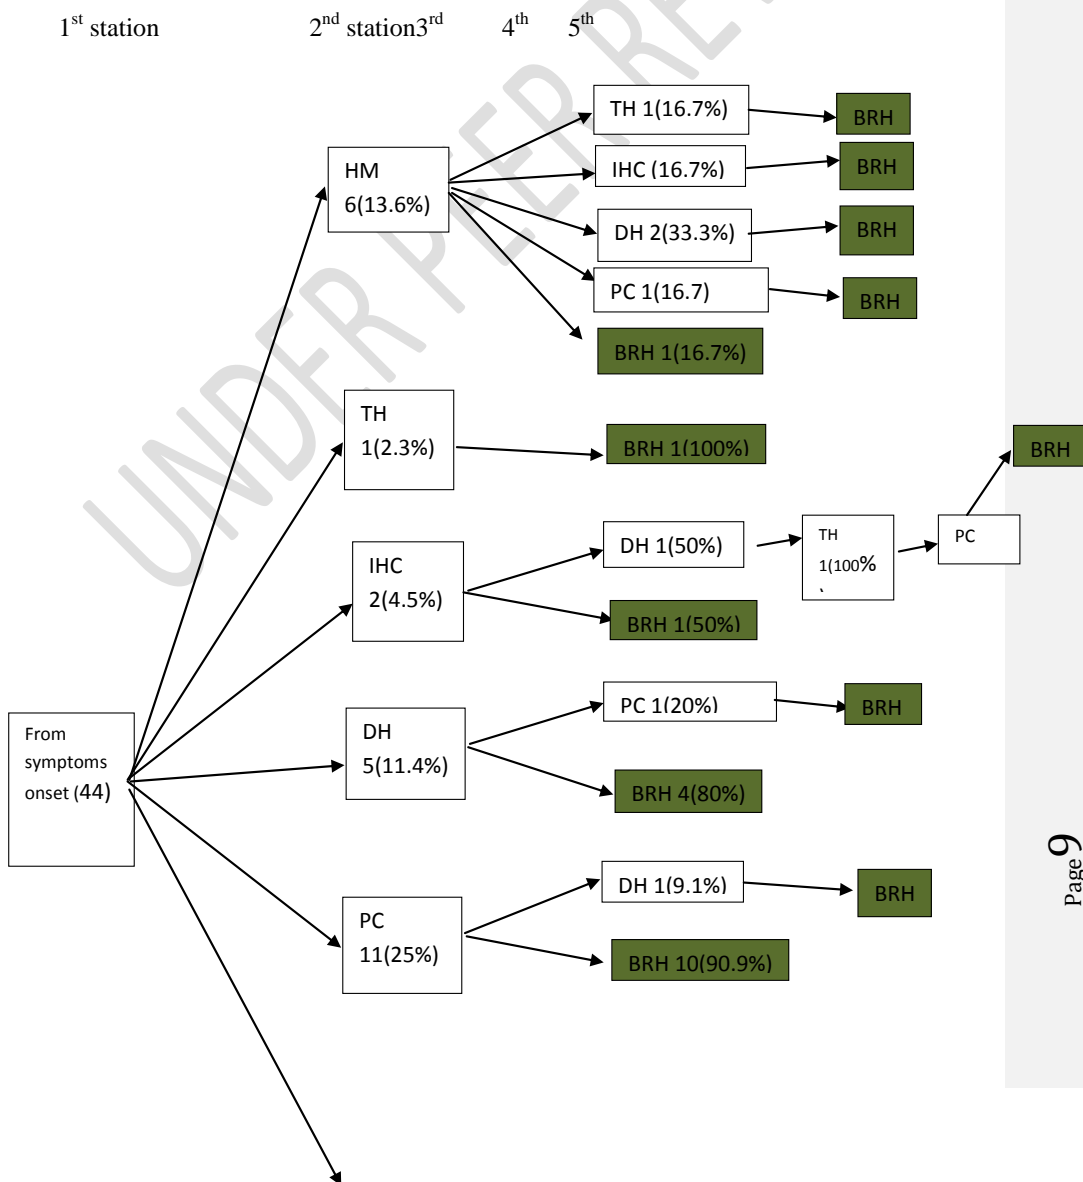 1st station 2nd station3rd 4th 5th
UNDER PEER RE
TH 1(16.7%)
BRH
HM
6(13.6%)
IHC (16.7%)
BRH
DH 2(33.3%)
BRH
PC 1(16.7)
BRH
BRH 1(16.7%)
TH
1(2.3%)
BRH 1(100%)
BRH
IHC
2(4.5%)
DH 1(50%)
TH
1(100%
PC
BRH 1(50%)
From
symptoms
onset (44)
DH
5(11.4%)
PC 1(20%)
BRH
BRH 4(80%)
PC
11(25%)
DH 1(9.1%)
BRH
BRH 10(90.9%)
Page 9